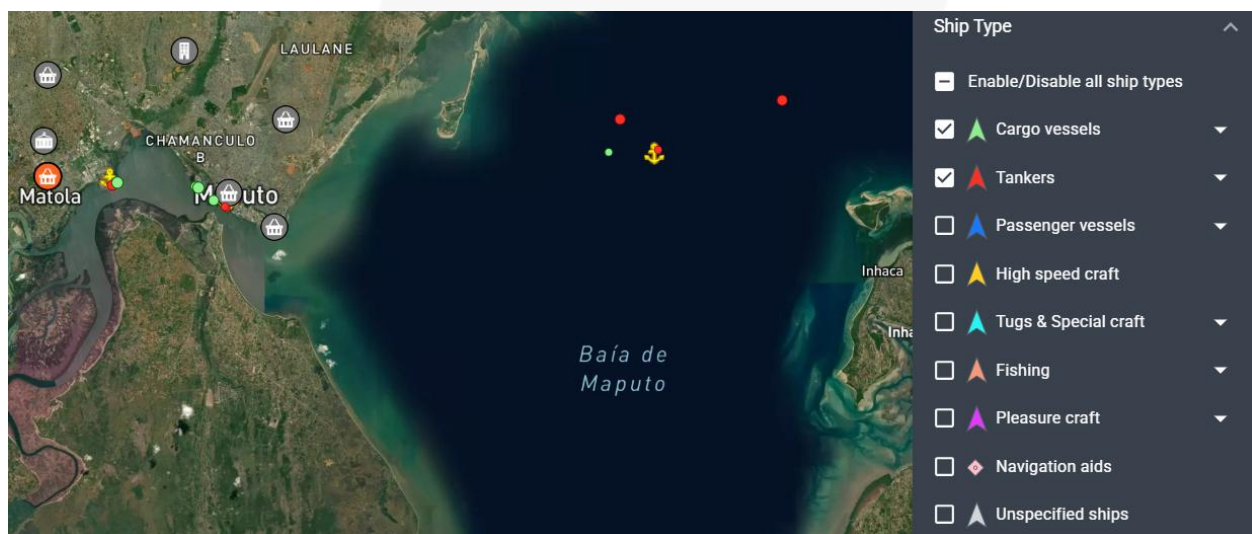 LAULANE
CHAMANCULO
B
Matola
Inhaca
Baía de
Maputo
Ship Type
Enable/Disable all ship types
Cargo vessels
Tankers
Passenger vessels
High speed craft
Tugs & Special craft
Fishing
Pleasure craft
Navigation aids
Unspecified ships